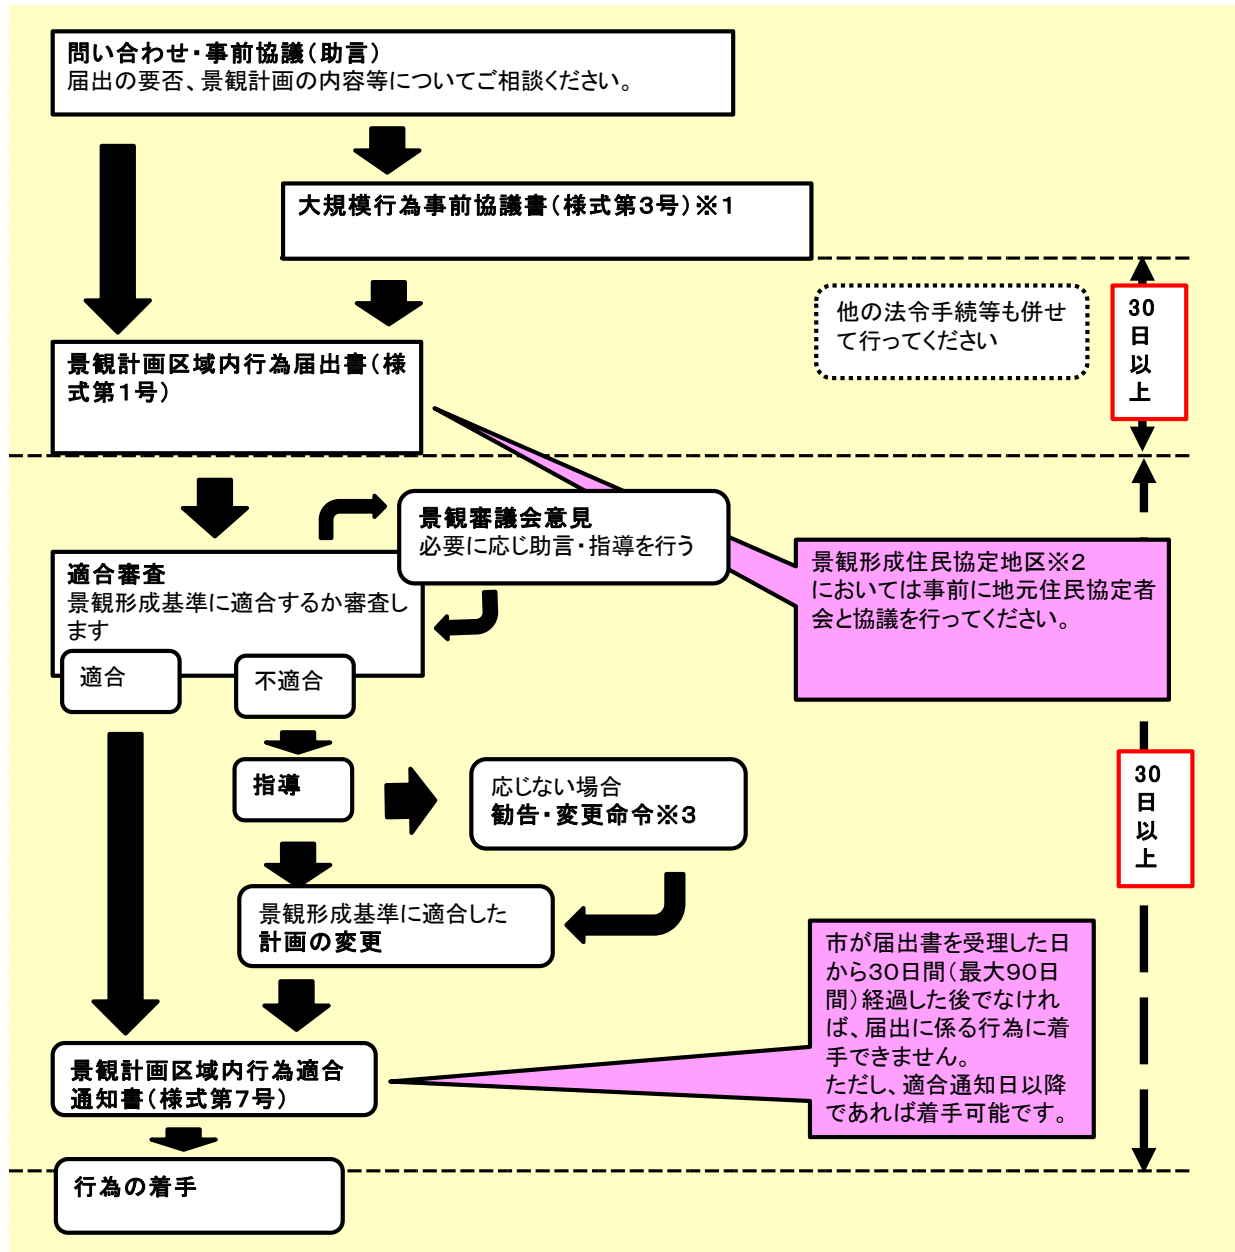 問い合わせ・事前協議（助言）
届出の要否、景観計画の内容等についてご相談ください。
大規模行為事前協議書（様式第３号）※１
他の法令手続等も併せ
て行ってください
30
日
以
上
景観計画区域内行為届出書（様
式第１号）
景観審議会意見
必要に応じ助言・指導を行う
適合審査
景観形成基準に適合するか審査し
ます
景観形成住民協定地区※２
においては事前に地元住民協定者
会と協議を行ってください。
適合
不適合
指導
応じない場合
勧告・変更命令※３
30
日
以
上
景観形成基準に適合した
計画の変更
市が届出書を受理した日
から３０日間（最大９０日
間）経過した後でなけれ
ば、届出に係る行為に着
手できません。
ただし、適合通知日以降
であれば着手可能です。
景観計画区域内行為適合
通知書（様式第７号）
行為の着手